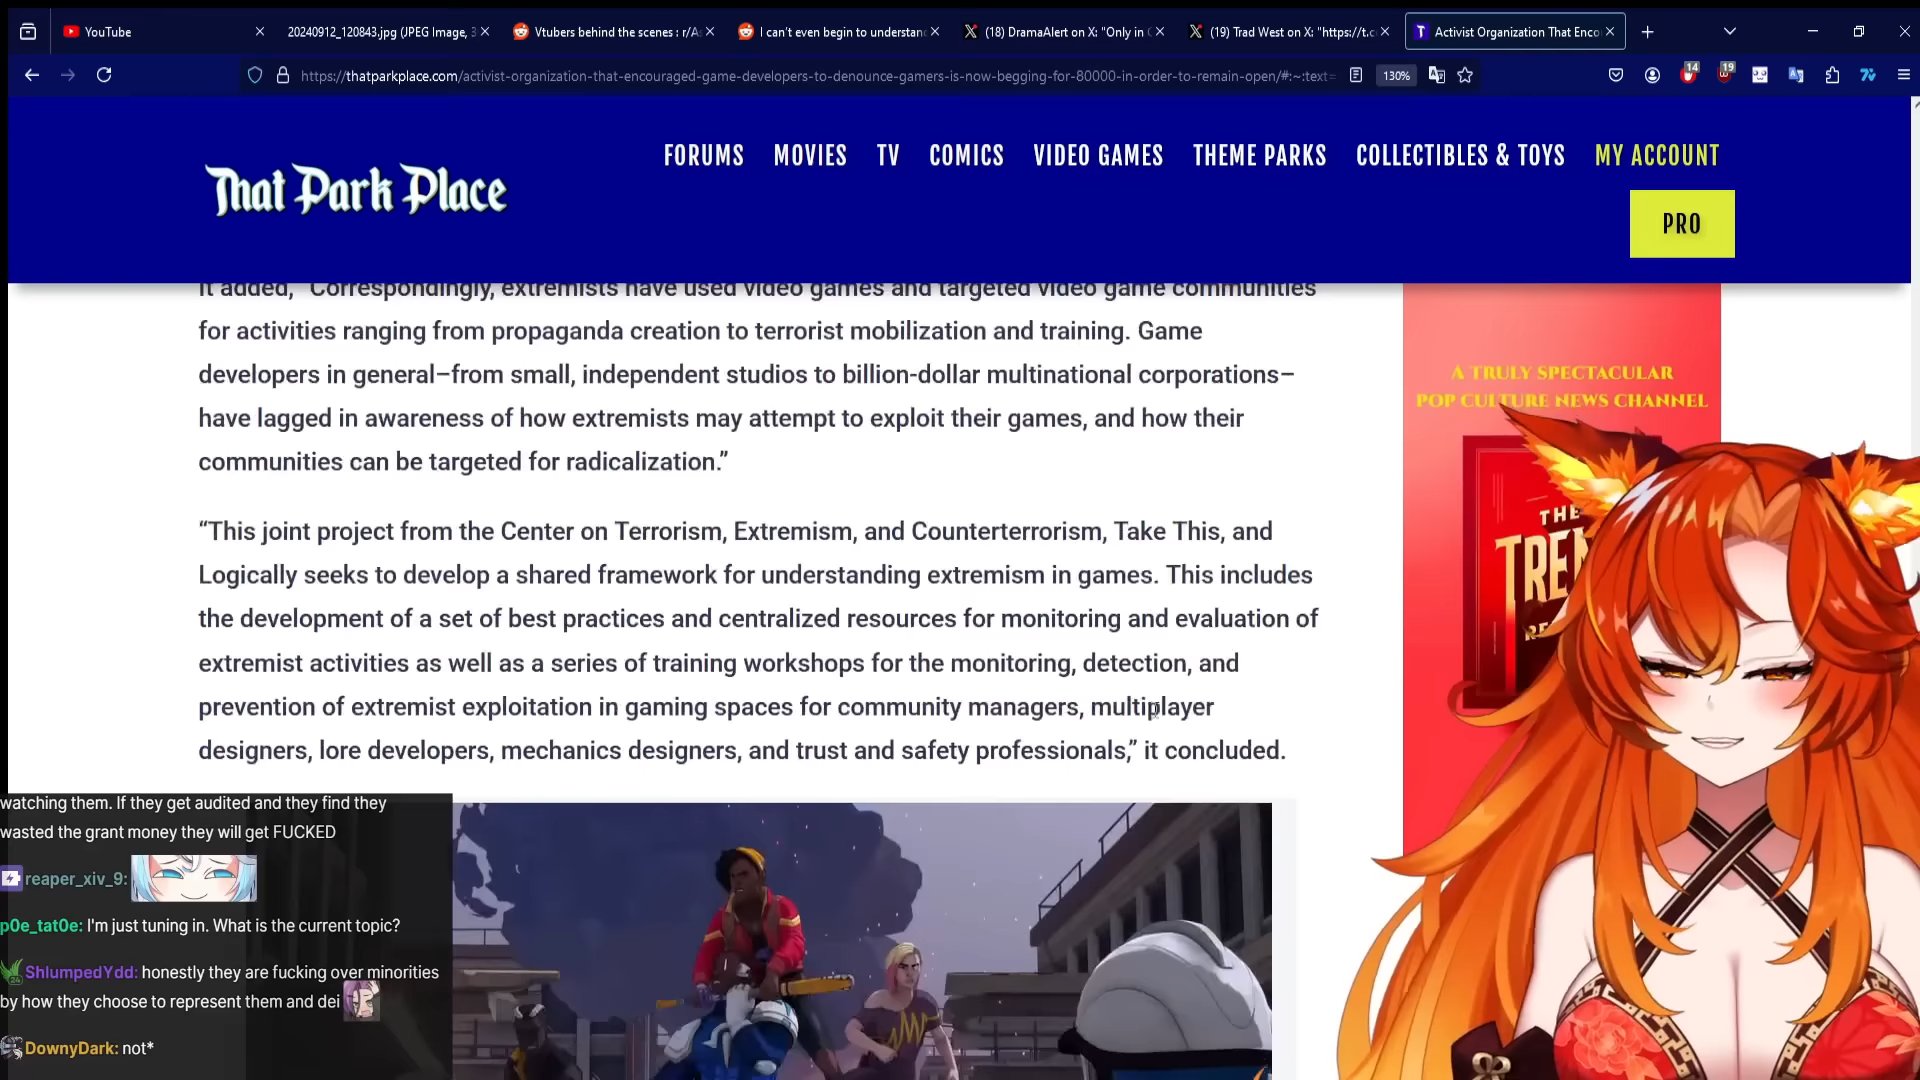 YouTube
20240912_120843.jpg (JPEG Image, 3
Vtubers behind the scenes : r/A
I can't even begin to understan
(18) DramaAlert on X: "Only in
(19) Trad West on X: "https://t.c
Activist Organization That Enco
https://thatparkplace.com/activist-organization-that-encouraged-game-developers-to-denounce-gamers-is-now-begging-for-80000-in-order-to-remain-open/#:~:text=
130%
14
19
That Park Place
FORUMS MOVIES TV COMICS VIDEO GAMES THEME PARKS COLLECTIBLES & TOYS MY ACCOUNT
PRO
It added, “Correspondingly, extremists have used video games and targeted video game communities
for activities ranging from propaganda creation to terrorist mobilization and training. Game
developers in general–from small, independent studios to billion-dollar multinational corporations–
have lagged in awareness of how extremists may attempt to exploit their games, and how their
communities can be targeted for radicalization.”
“This joint project from the Center on Terrorism, Extremism, and Counterterrorism, Take This, and
Logically seeks to develop a shared framework for understanding extremism in games. This includes
the development of a set of best practices and centralized resources for monitoring and evaluation of
extremist activities as well as a series of training workshops for the monitoring, detection, and
prevention of extremist exploitation in gaming spaces for community managers, multiplayer
designers, lore developers, mechanics designers, and trust and safety professionals,” it concluded.
A TRULY SPECTACULAR
POP CULTURE NEWS CHANNEL
THE
watching them. If they get audited and they find they
wasted the grant money they will get FUCKED
reaper_xiv_9:
p0e_tat0e: I'm just tuning in. What is the current topic?
ShlumpedYdd: honestly they are fucking over minorities
by how they choose to represent them and dei
DownyDark: not*